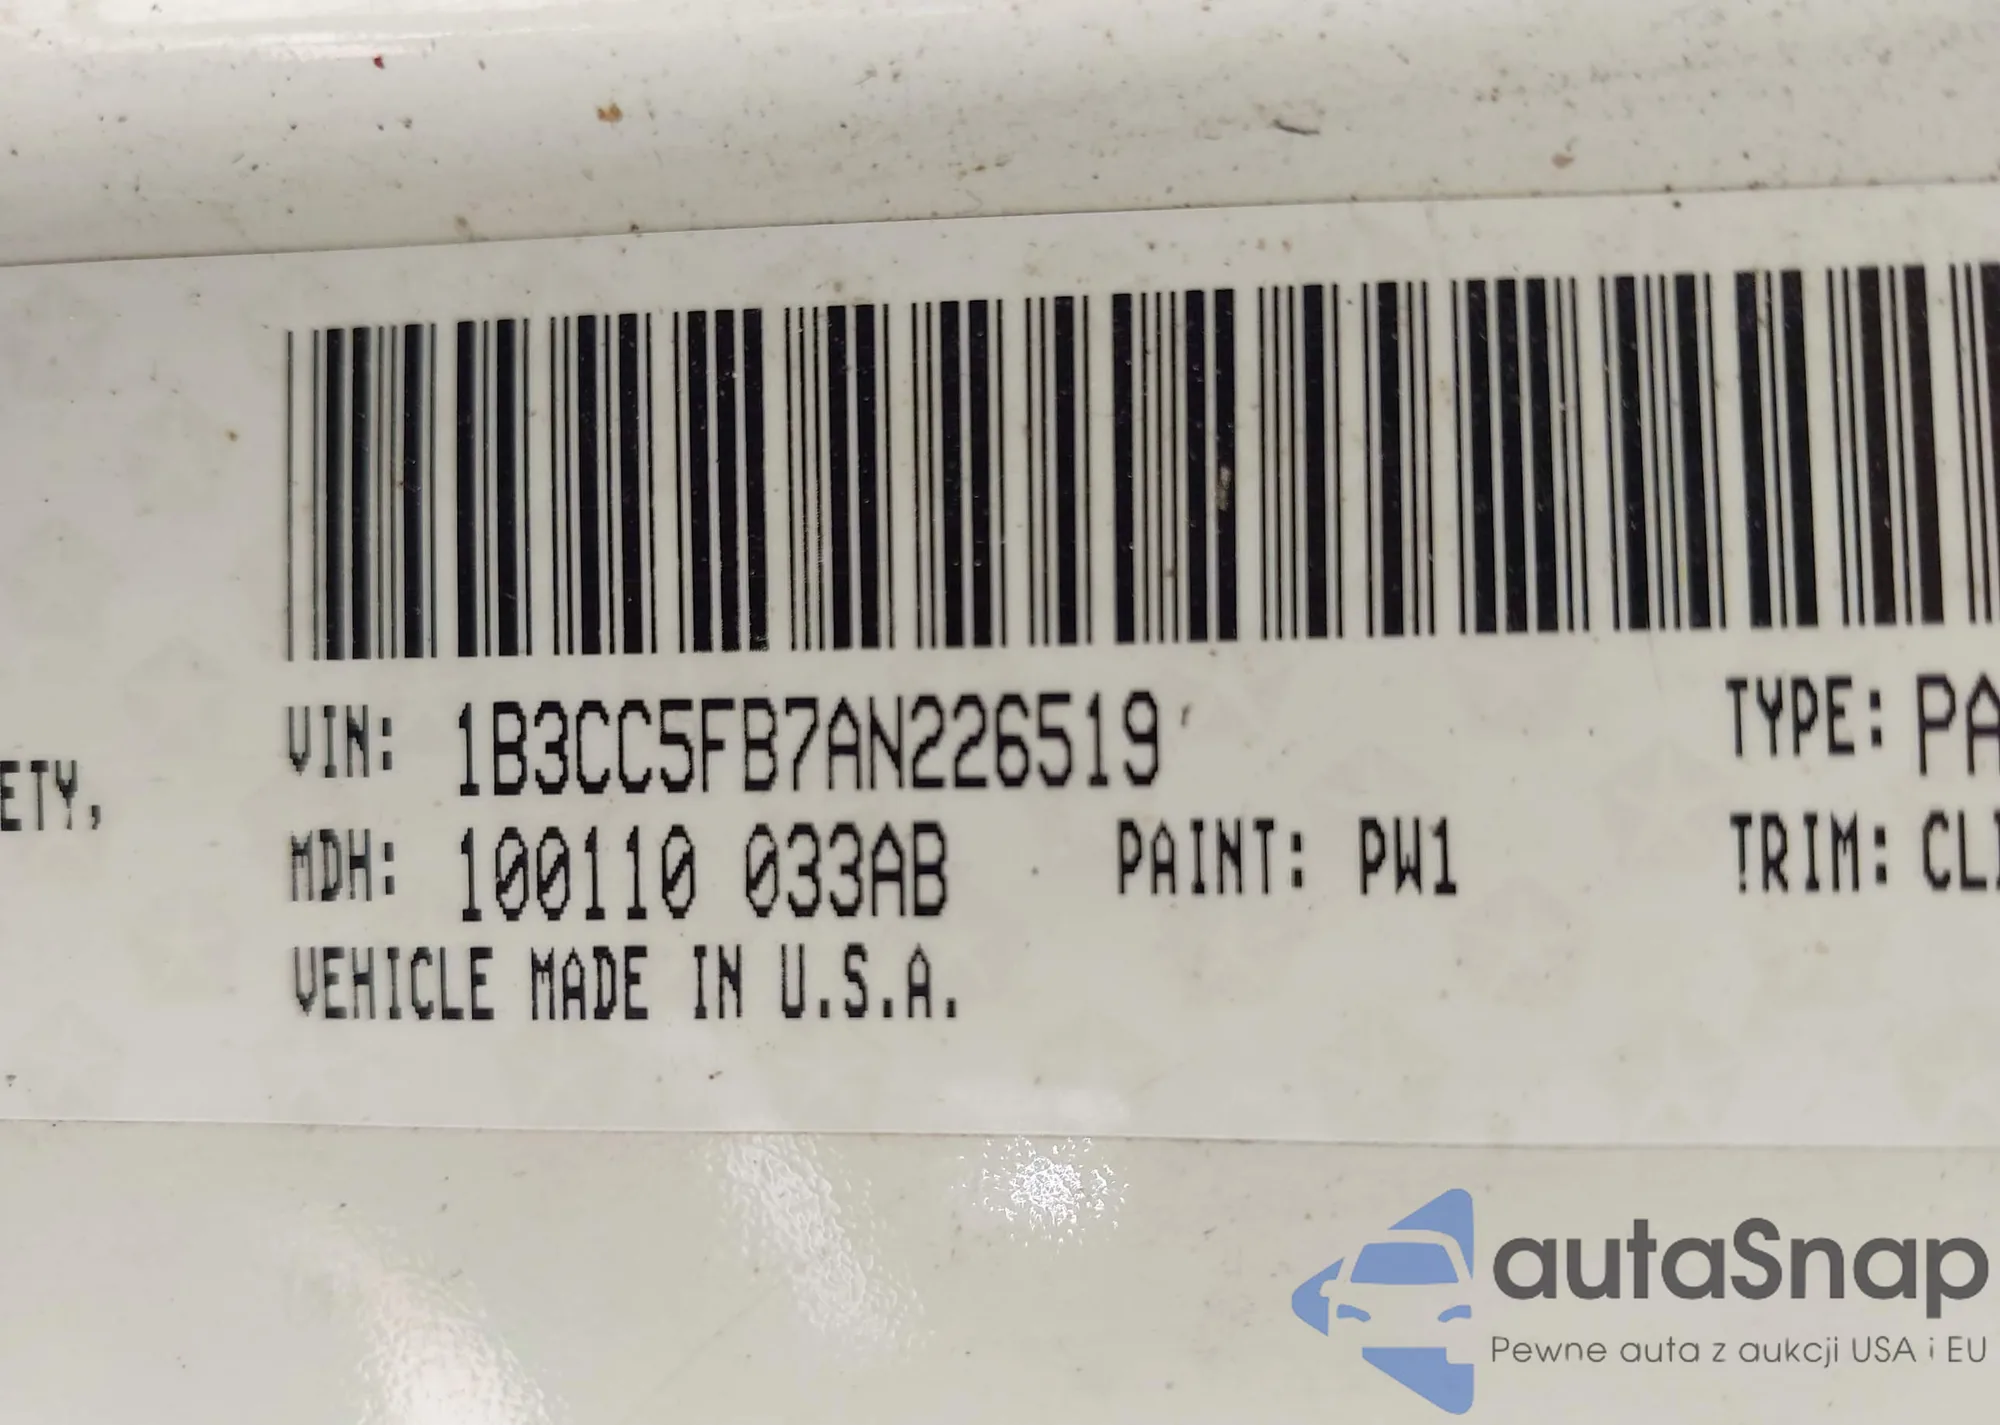 ETY,
VIN: 1B3CC5FB7AN226519
TYPE: PA
MDH: 100110 033AB
PAINT: PW1
TRIM: CL
VEHICLE MADE IN U.S.A.
autaSnap
Pewne auta z aukcji USA i EU